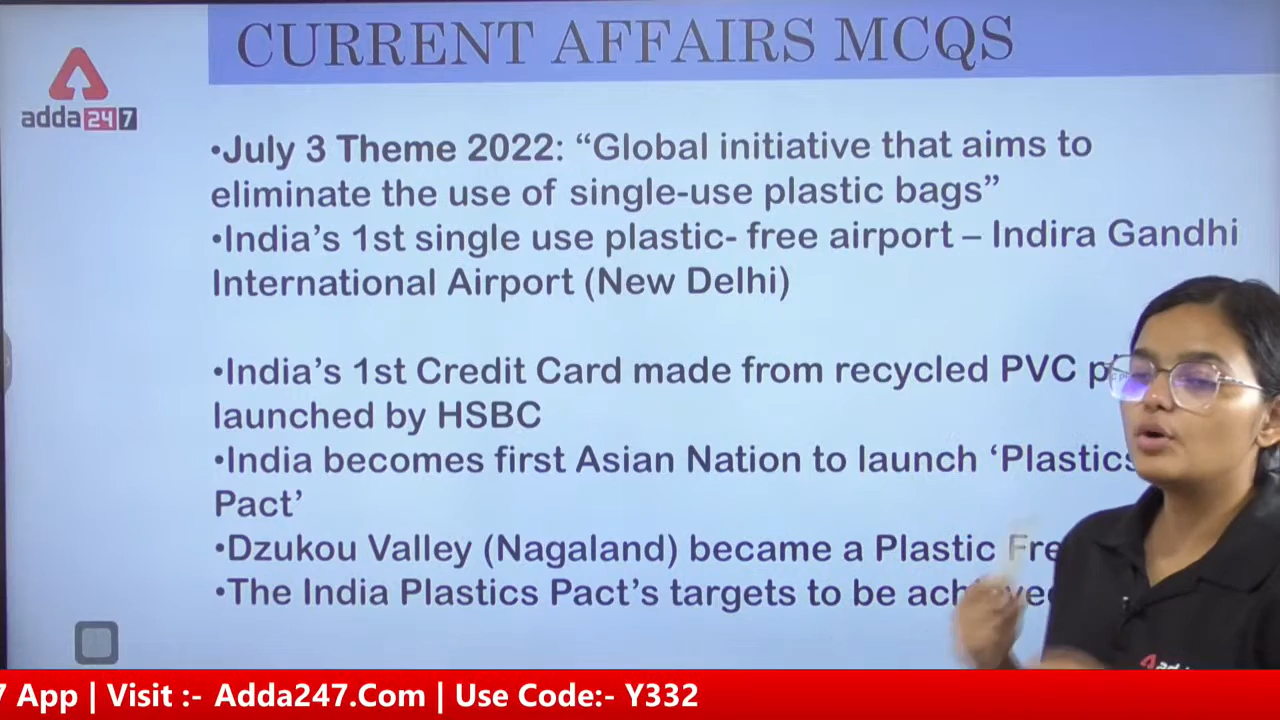 CURRENT AFFAIRS MCQS
adda247
•July 3 Theme 2022: “Global initiative that aims to
eliminate the use of single-use plastic bags”
•India’s 1st single use plastic- free airport – Indira Gandhi
International Airport (New Delhi)
•India’s 1st Credit Card made from recycled PVC
launched by HSBC
•India becomes first Asian Nation to launch ‘Plastics
Pact’
•Dzukou Valley (Nagaland) became a Plastic
•The India Plastics Pact’s targets to be
7 App | Visit :- Adda247.Com | Use Code:- Y332